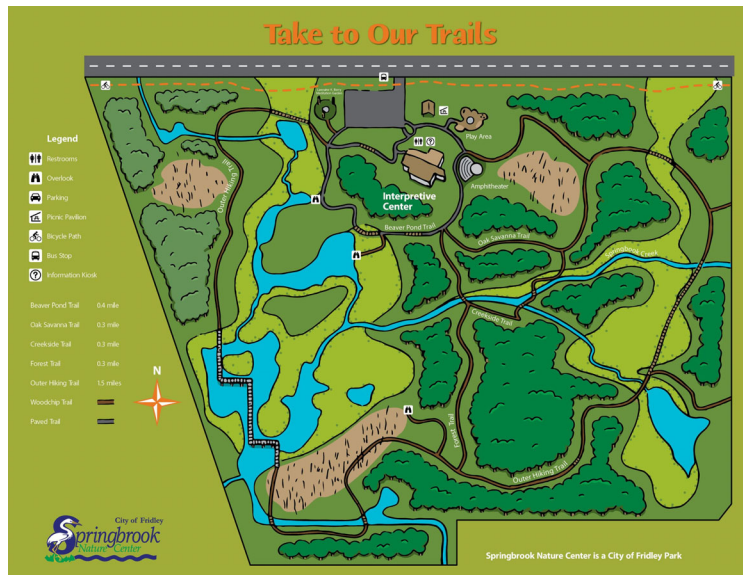 Take to Our Trails
Legend
Restrooms
Overlook
Parking
Picnic Pavilion
Bicycle Path
Bus Stop
Information Kiosk
Beaver Pond Trail 0.4 mile
Oak Savanna Trail 0.3 mile
Creekside Trail 0.3 mile
Forest Trail 0.3 mile
Outer Hiking Trail 1.5 miles
Woodchip Trail
Paved Trail
N
Play Area
Amphitheater
Interpretive
Center
Beaver Pond Trail
Oak Savanna Trail
Springbrook Creek
Creekside Trail
Forest Trail
Outer Hiking Trail
Outer Hiking Trail
City of Fridley
Springbrook
Nature Center
Springbrook Nature Center is a City of Fridley Park